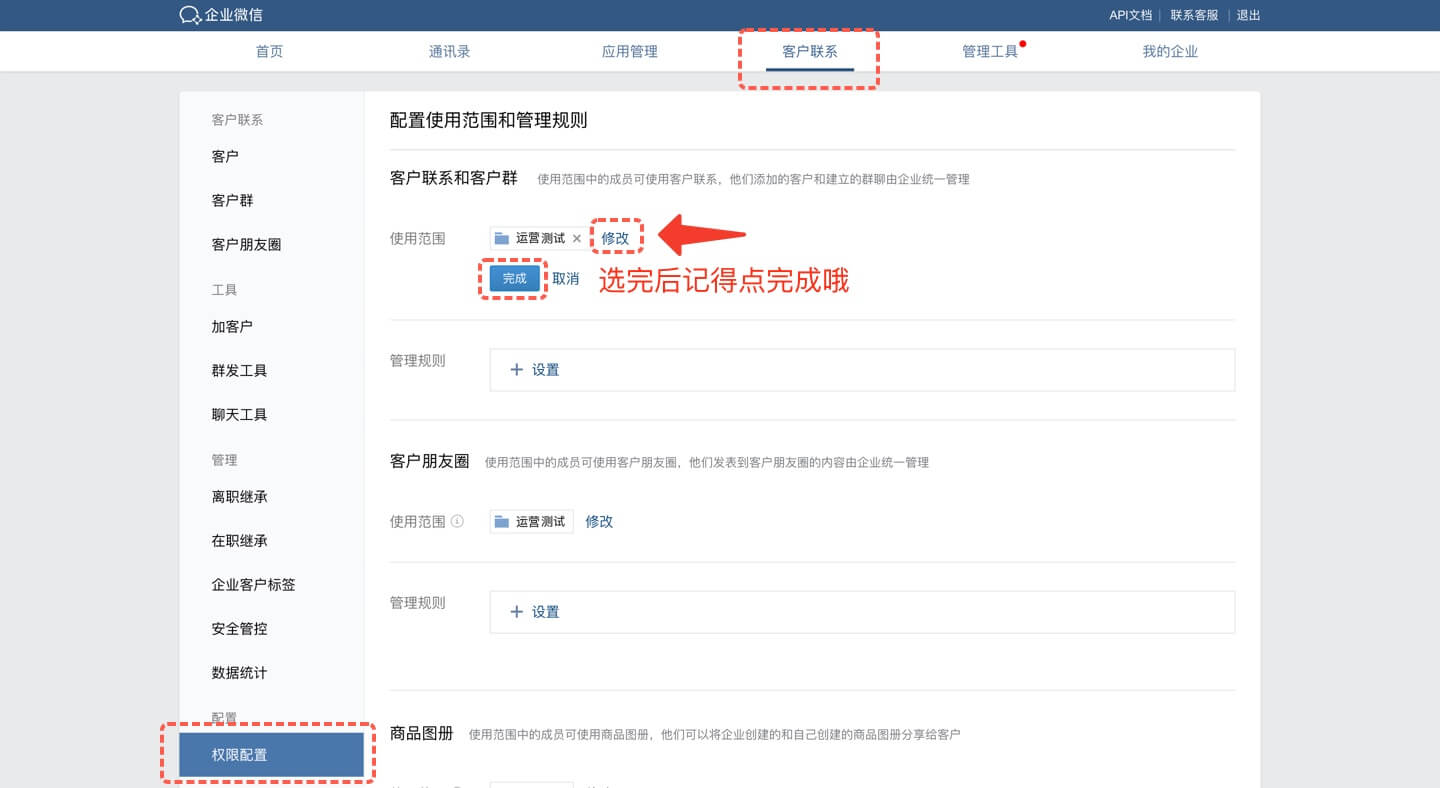 企业微信
API文档 | 联系客服 | 退出
首页 通讯录 应用管理 客户联系 管理工具 我的企业
客户联系
客户
客户群
客户朋友圈
工具
加客户
群发工具
聊天工具
管理
离职继承
在职继承
企业客户标签
安全管控
数据统计
配置
权限配置
配置使用范围和管理规则
客户联系和客户群 使用范围中的成员可使用客户联系，他们添加的客户和建立的群聊由企业统一管理
使用范围 运营测试 × 修改
完成 取消 选完后记得点完成哦
管理规则 + 设置
客户朋友圈 使用范围中的成员可使用客户朋友圈，他们发表到客户朋友圈的内容由企业统一管理
使用范围 运营测试 修改
管理规则 + 设置
商品图册 使用范围中的成员可使用商品图册，他们可以将企业创建的和自己创建的商品图册分享给客户